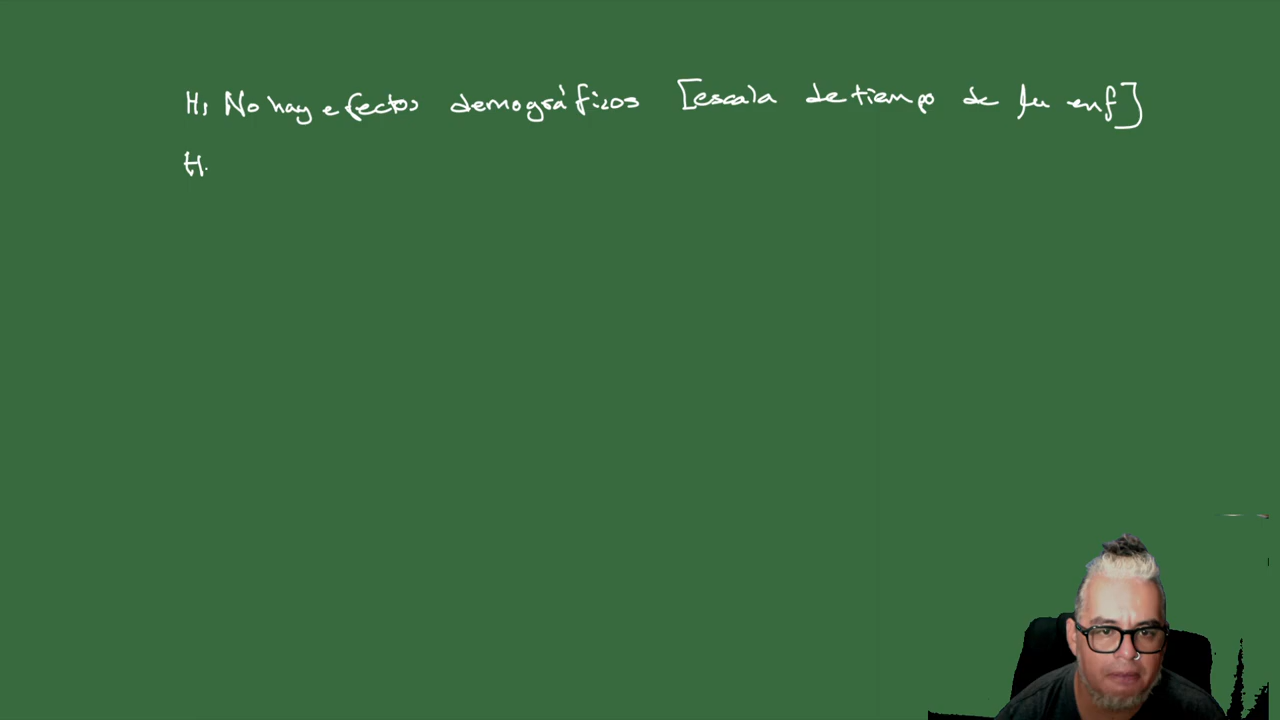 H₁ No hay efectos demográficos [escala de tiempo de la enf]
H.